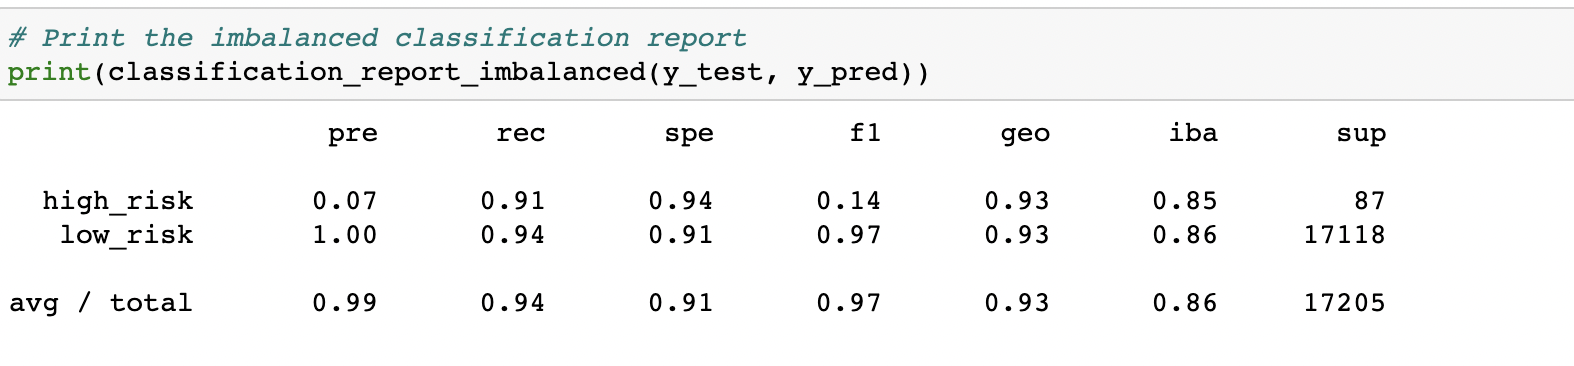 # Print the imbalanced classification report
print(classification_report_imbalanced(y_test, y_pred))
pre rec spe f1 geo iba sup
high_risk 0.07 0.91 0.94 0.14 0.93 0.85 87
low_risk 1.00 0.94 0.91 0.97 0.93 0.86 17118
avg / total 0.99 0.94 0.91 0.97 0.93 0.86 17205